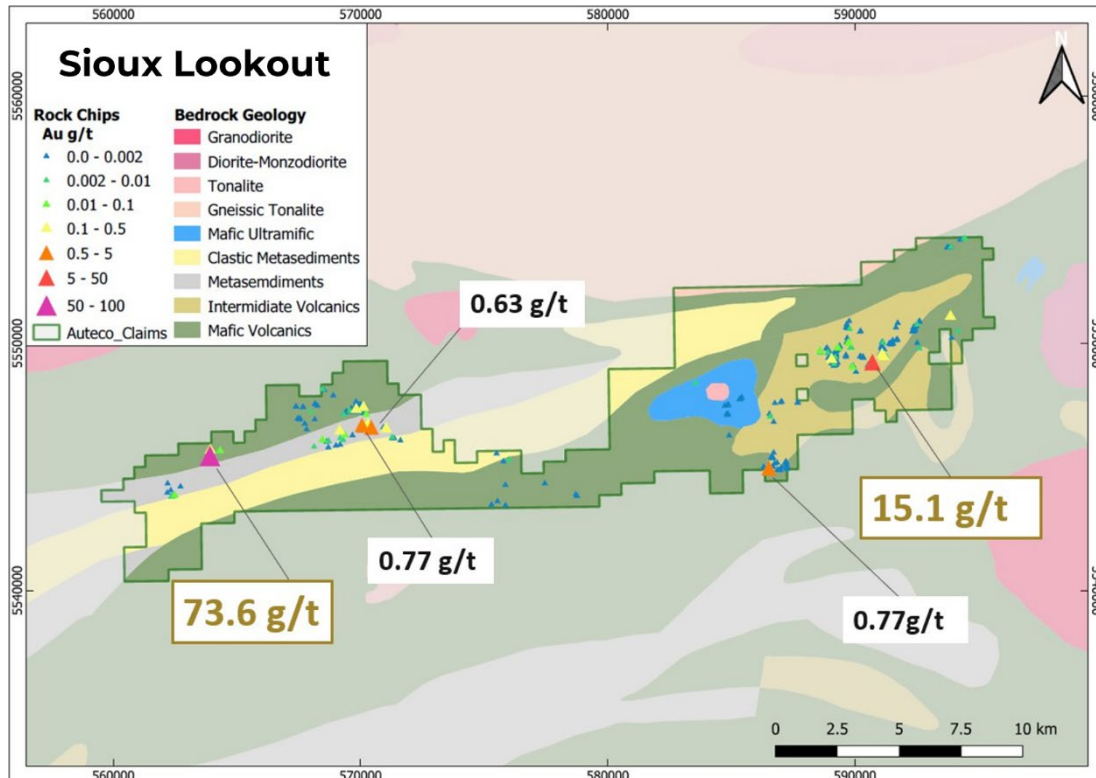 560000 570000 580000 590000
Sioux Lookout
Rock Chips
Au g/t
0.0 - 0.002
0.002 - 0.01
0.01 - 0.1
0.1 - 0.5
0.5 - 5
5 - 50
50 - 100
Auteco_Claims
Bedrock Geology
Granodiorite
Diorite-Monzodiorite
Tonalite
Gneissic Tonalite
Mafic Ultramific
Clastic Metasediments
Metasemdiments
Intermidiate Volcanics
Mafic Volcanics
N
5560000
5560000
0.63 g/t
5550000
5550000
15.1 g/t
0.77 g/t
73.6 g/t
0.77g/t
5540000
5540000
0 2.5 5 7.5 10 km
560000 570000 580000 590000